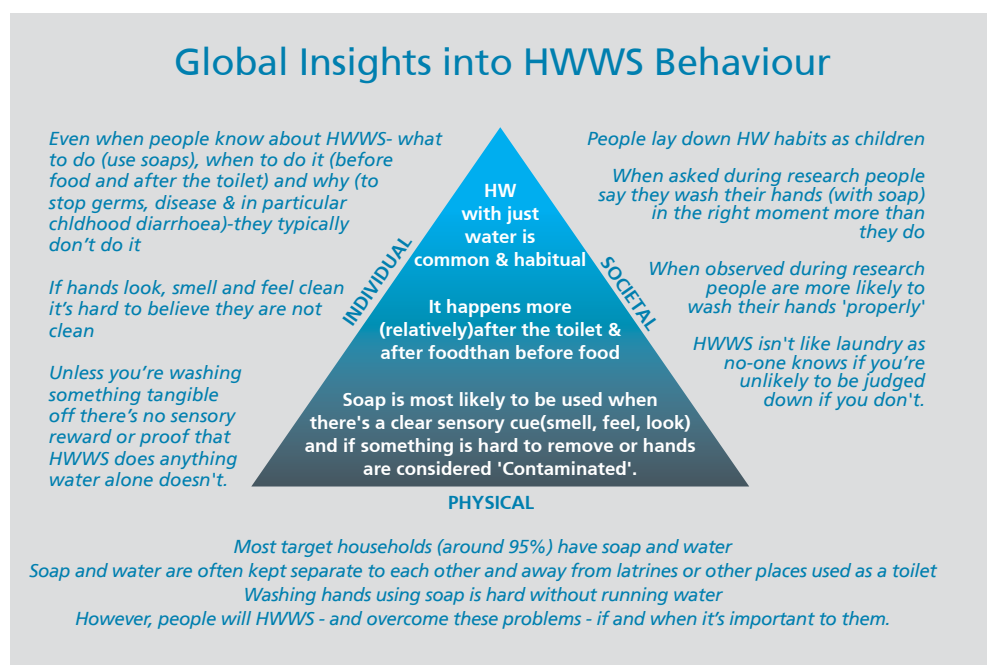 Global Insights into HWWS Behaviour
Even when people know about HWWS- what
to do (use soaps), when to do it (before
food and after the toilet) and why (to
stop germs, disease & in particular
chldhood diarrhoea)-they typically
don't do it
If hands look, smell and feel clean
it's hard to believe they are not
clean
Unless you're washing
something tangible
off there's no sensory
reward or proof that
HWWS does anything
water alone doesn't.
INDIVIDUAL
HW
with just
water is
common & habitual
It happens more
(relatively)after the toilet &
after foodthan before food
Soap is most likely to be used when
there's a clear sensory cue(smell, feel, look)
and if something is hard to remove or hands
are considered 'Contaminated'.
SOCIETAL
People lay down HW habits as children
When asked during research people
say they wash their hands (with soap)
in the right moment more than
they do
When observed during research
people are more likely to
wash their hands 'properly'
HWWS isn't like laundry as
no-one knows if you're
unlikely to be judged
down if you don't.
PHYSICAL
Most target households (around 95%) have soap and water
Soap and water are often kept separate to each other and away from latrines or other places used as a toilet
Washing hands using soap is hard without running water
However, people will HWWS - and overcome these problems - if and when it's important to them.